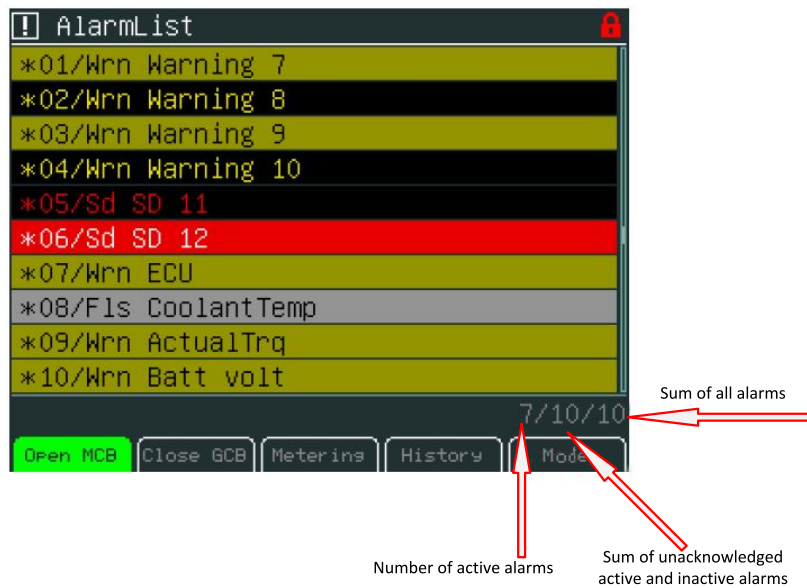 ! AlarmList
*01/Wrn Warning 7
*02/Wrn Warning 8
*03/Wrn Warning 9
*04/Wrn Warning 10
*05/Sd SD 11
*06/Sd SD 12
*07/Wrn ECU
*08/Fls CoolantTemp
*09/Wrn ActualTrq
*10/Wrn Batt volt
7/10/10
Sum of all alarms
Open MCB Close GCB Metering History Mode
Number of active alarms
Sum of unacknowledged
active and inactive alarms